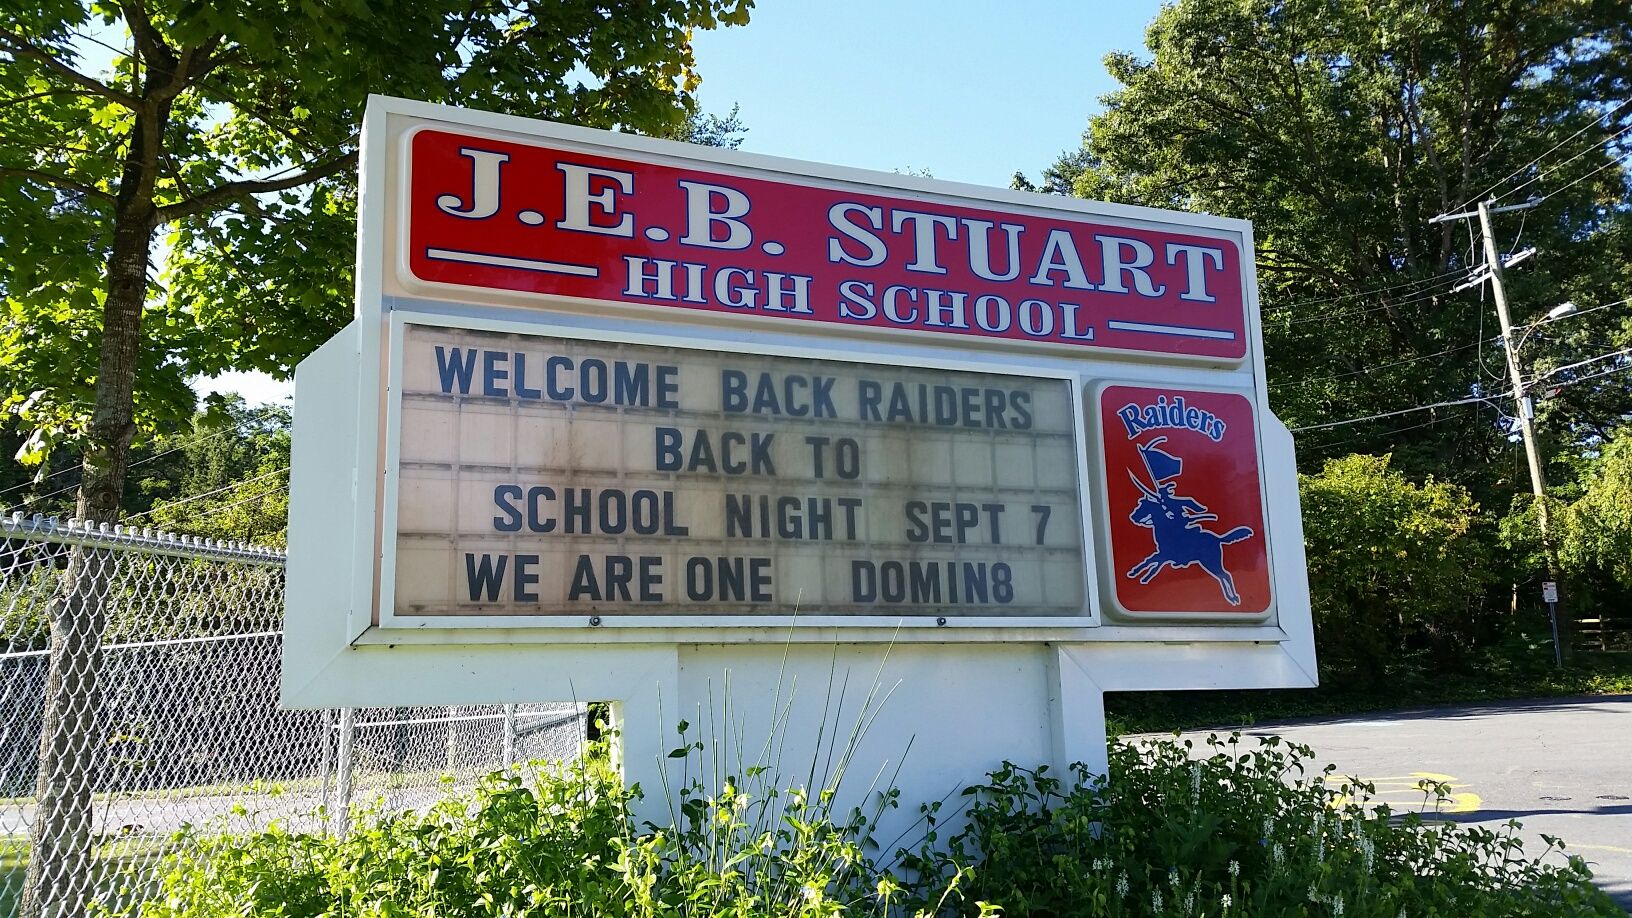 J.E.B. STUART
HIGH SCHOOL
WELCOME BACK RAIDERS
BACK TO
SCHOOL NIGHT SEPT 7
WE ARE ONE DOMIN8
Raiders